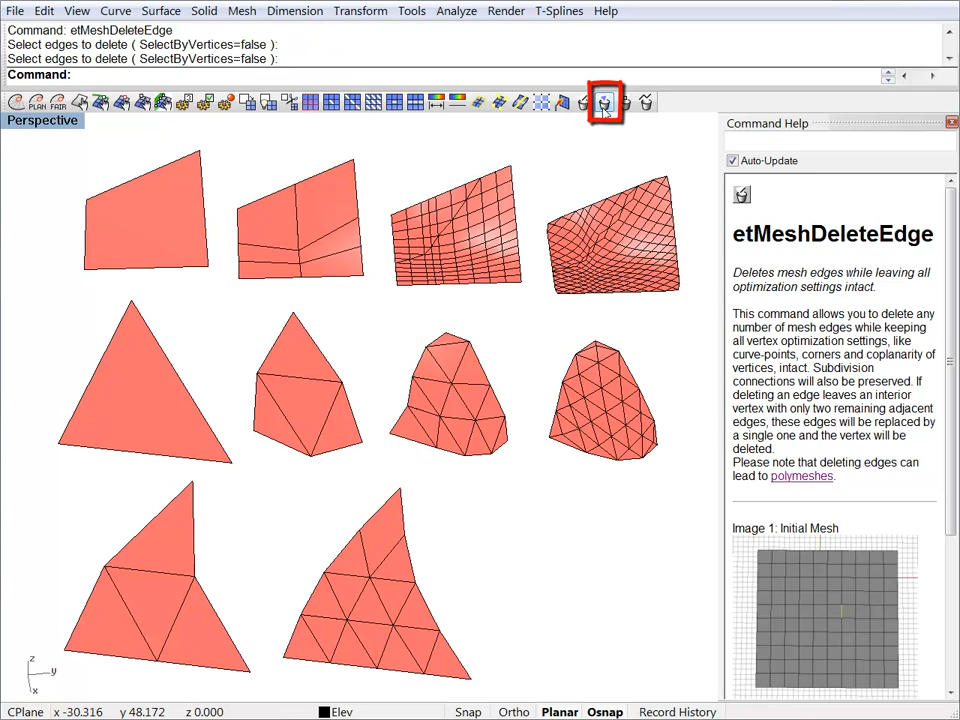 File Edit View Curve Surface Solid Mesh Dimension Transform Tools Analyze Render T-Splines Help
Command: etMeshDeleteEdge
Select edges to delete ( SelectByVertices=false ):
Select edges to delete ( SelectByVertices=false ):
Command:
PLAN FAIR
Perspective
Command Help
Auto-Update
etMeshDeleteEdge
Deletes mesh edges while leaving all
optimization settings intact.
This command allows you to delete any
number of mesh edges while keeping
all vertex optimization settings, like
curve-points, corners and coplanarity of
vertices, intact. Subdivision
connections will also be preserved. If
deleting an edge leaves an interior
vertex with only two remaining adjacent
edges, these edges will be replaced by
a single one and the vertex will be
deleted.
Please note that deleting edges can
lead to polymeshes.
Image 1: Initial Mesh
z
y
x
CPlane x -30.316 y 48.172 z 0.000 Elev Snap Ortho Planar Osnap Record History